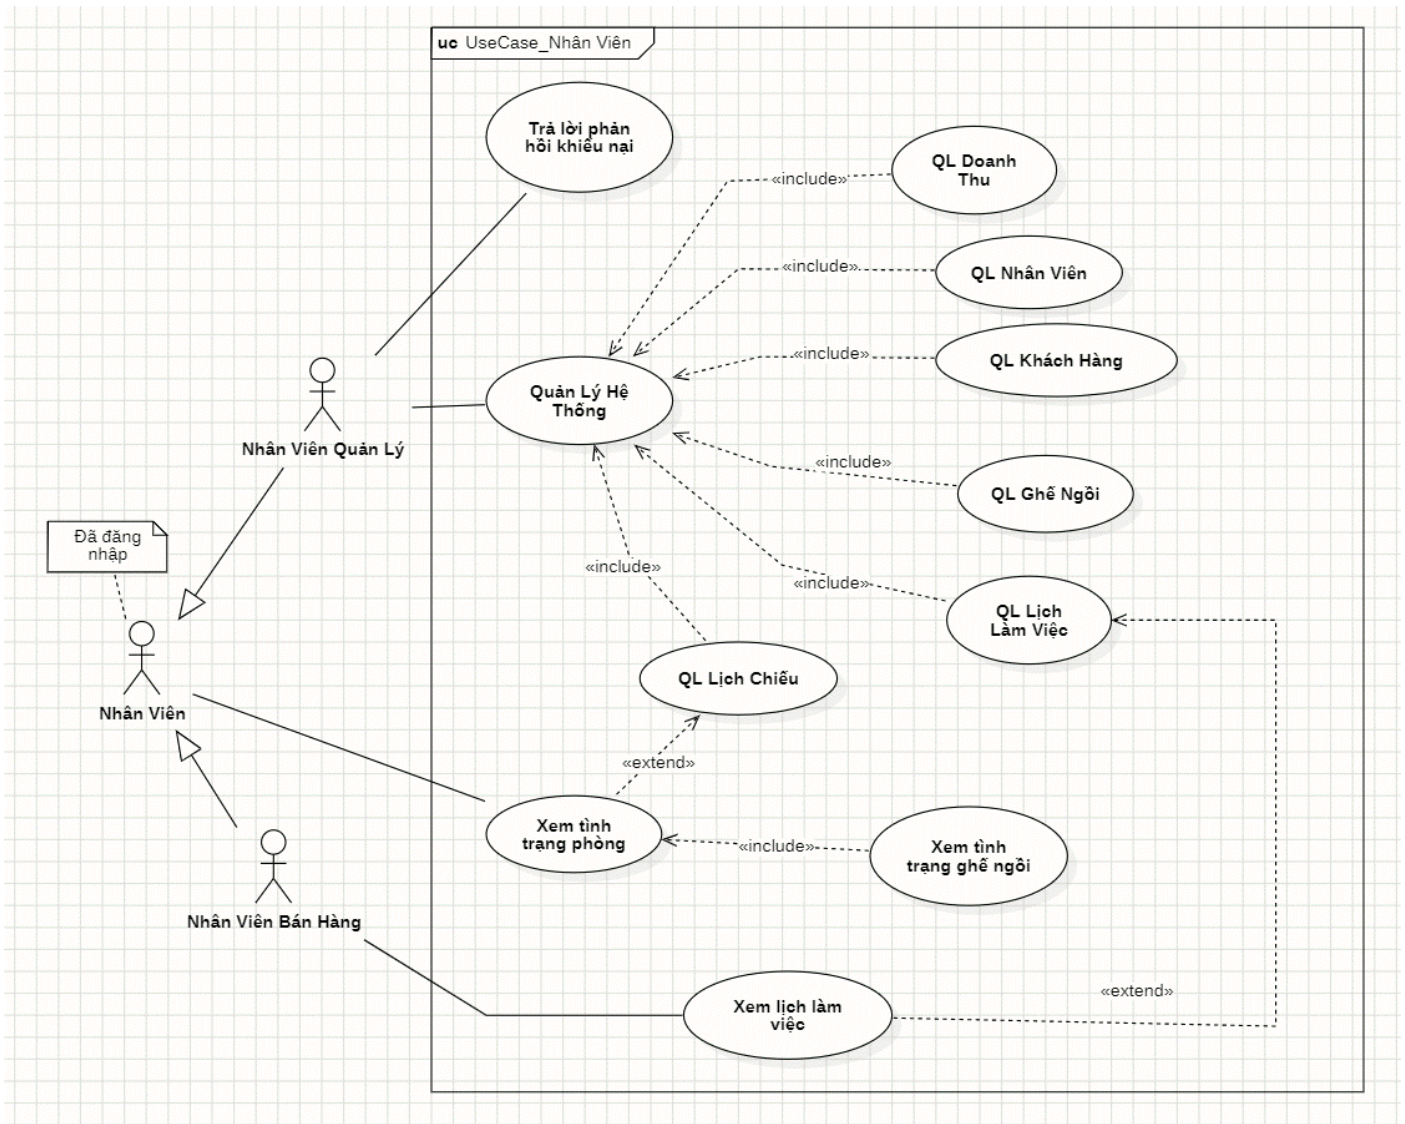 uc UseCase_Nhân Viên
Trả lời phản
hồi khiếu nại
QL Doanh
Thu
«include»
«include»
QL Nhân Viên
«include»
QL Khách Hàng
Quản Lý Hệ
Thống
Nhân Viên Quản Lý
«include»
QL Ghế Ngồi
Đã đăng
nhập
«include»
«include»
QL Lịch
Làm Việc
QL Lịch Chiếu
Nhân Viên
«extend»
Xem tình
trạng phòng
«include»
Xem tình
trạng ghế ngồi
Nhân Viên Bán Hàng
«extend»
Xem lịch làm
việc